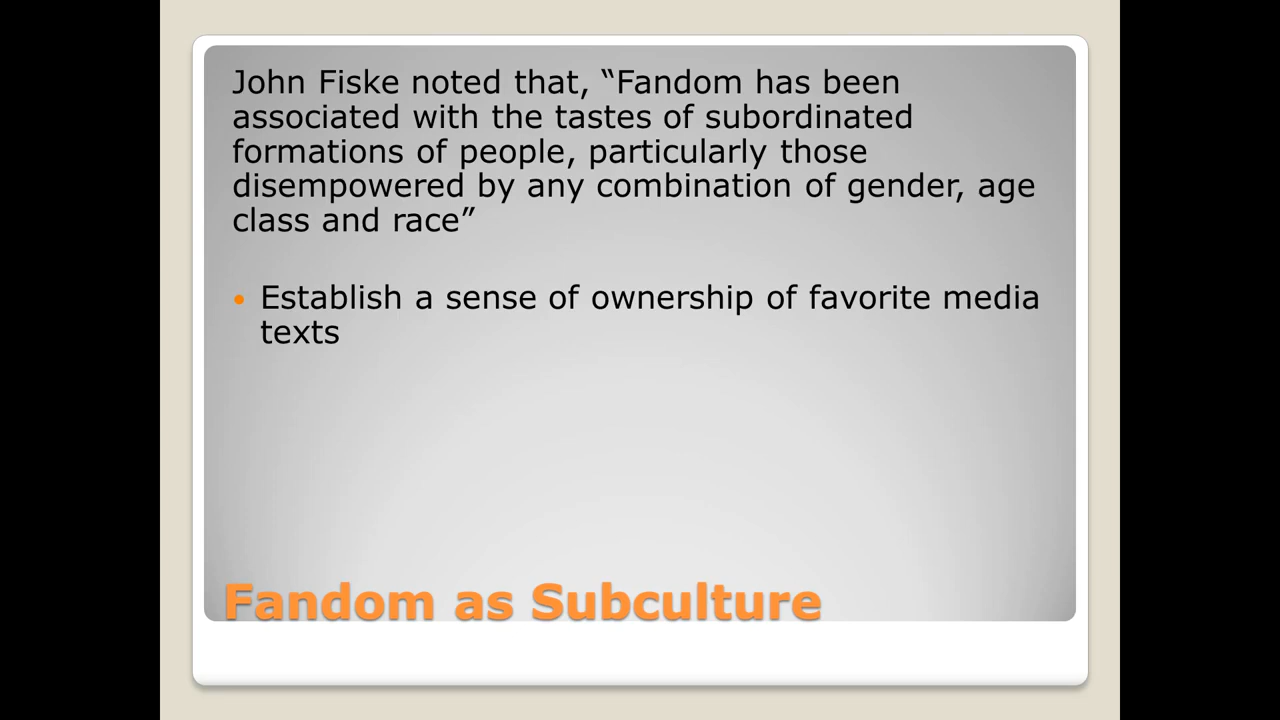 John Fiske noted that, “Fandom has been
associated with the tastes of subordinated
formations of people, particularly those
disempowered by any combination of gender, age
class and race”
• Establish a sense of ownership of favorite media
texts
Fandom as Subculture